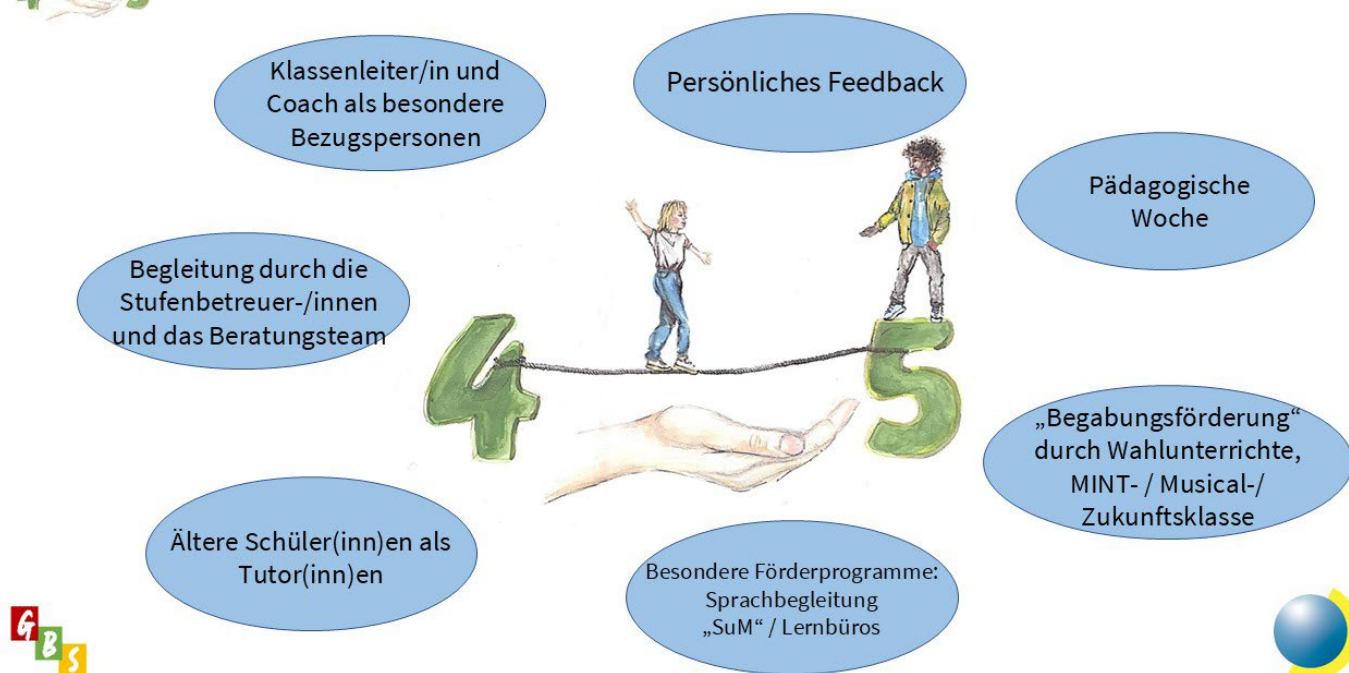 Klassenleiter/in und
Coach als besondere
Bezugspersonen
Persönliches Feedback
Pädagogische
Woche
Begleitung durch die
Stufenbetreuer-/innen
und das Beratungsteam
4
5
„Begabungsförderung“
durch Wahlunterrichte,
MINT- / Musical-/
Zukunftsklasse
Ältere Schüler(inn)en als
Tutor(inn)en
Besondere Förderprogramme:
Sprachbegleitung
„SuM“ / Lernbüros
G
B
S